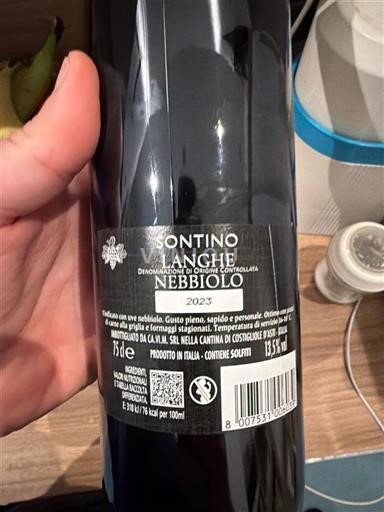 SONTINO
LANGHE
DENOMINAZIONE DI ORIGINE CONTROLLATA
NEBBIOLO
2023
Vinificato con uve nebbiolo. Gusto pieno, sapido e personale. Ottimo con piatti
di carne alla griglia e formaggi stagionati. Temperatura di servizio
IMBOTTIGLIATO DA CA.VI.M. SRL NELLA CANTINA DI COSTIGLIOLE D'ASTI - ITALIA
75 cl e PRODOTTO IN ITALIA - CONTIENE SOLFITI 13,5% vol
INGREDIENTI,
VALORI NUTRIZIONALI
E TABELLA RACCOLTA
DIFFERENZIATA.
E: 318 kJ / 76 kcal per 100ml